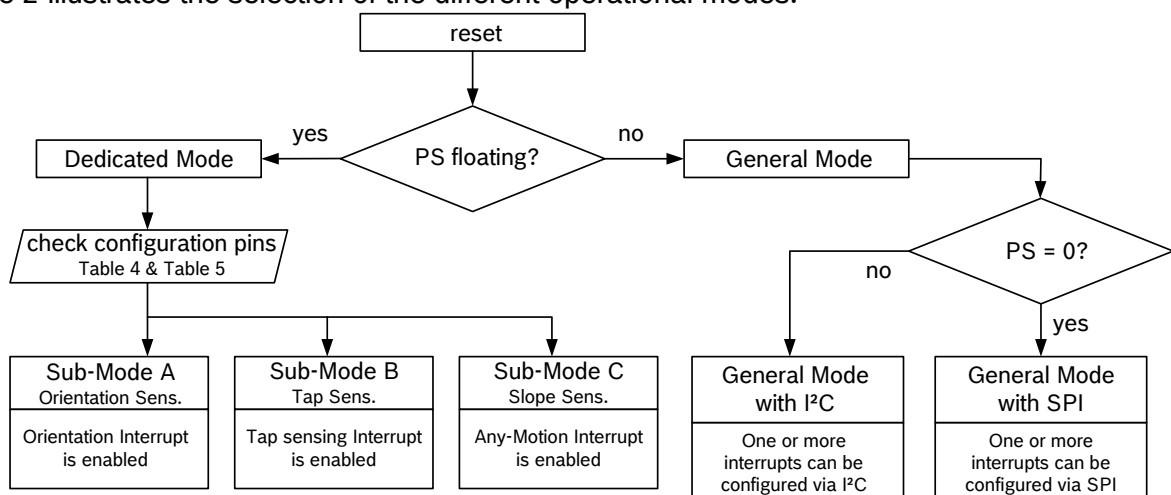 2 illustrates the selection of the different operational modes.
reset
yes
PS floating?
no
Dedicated Mode
General Mode
check configuration pins
Table 4 & Table 5
PS = 0?
no
yes
Sub-Mode A
Orientation Sens.
Orientation Interrupt
is enabled
Sub-Mode B
Tap Sens.
Tap sensing Interrupt
is enabled
Sub-Mode C
Slope Sens.
Any-Motion Interrupt
is enabled
General Mode
with I²C
One or more
interrupts can be
configured via I²C
General Mode
with SPI
One or more
interrupts can be
configured via SPI